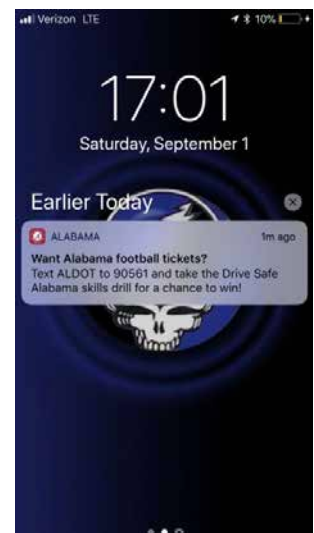 Verizon LTE 10%
17:01
Saturday, September 1
Earlier Today
ALABAMA 1m ago
Want Alabama football tickets?
Text ALDOT to 90561 and take the Drive Safe
Alabama skills drill for a chance to win!